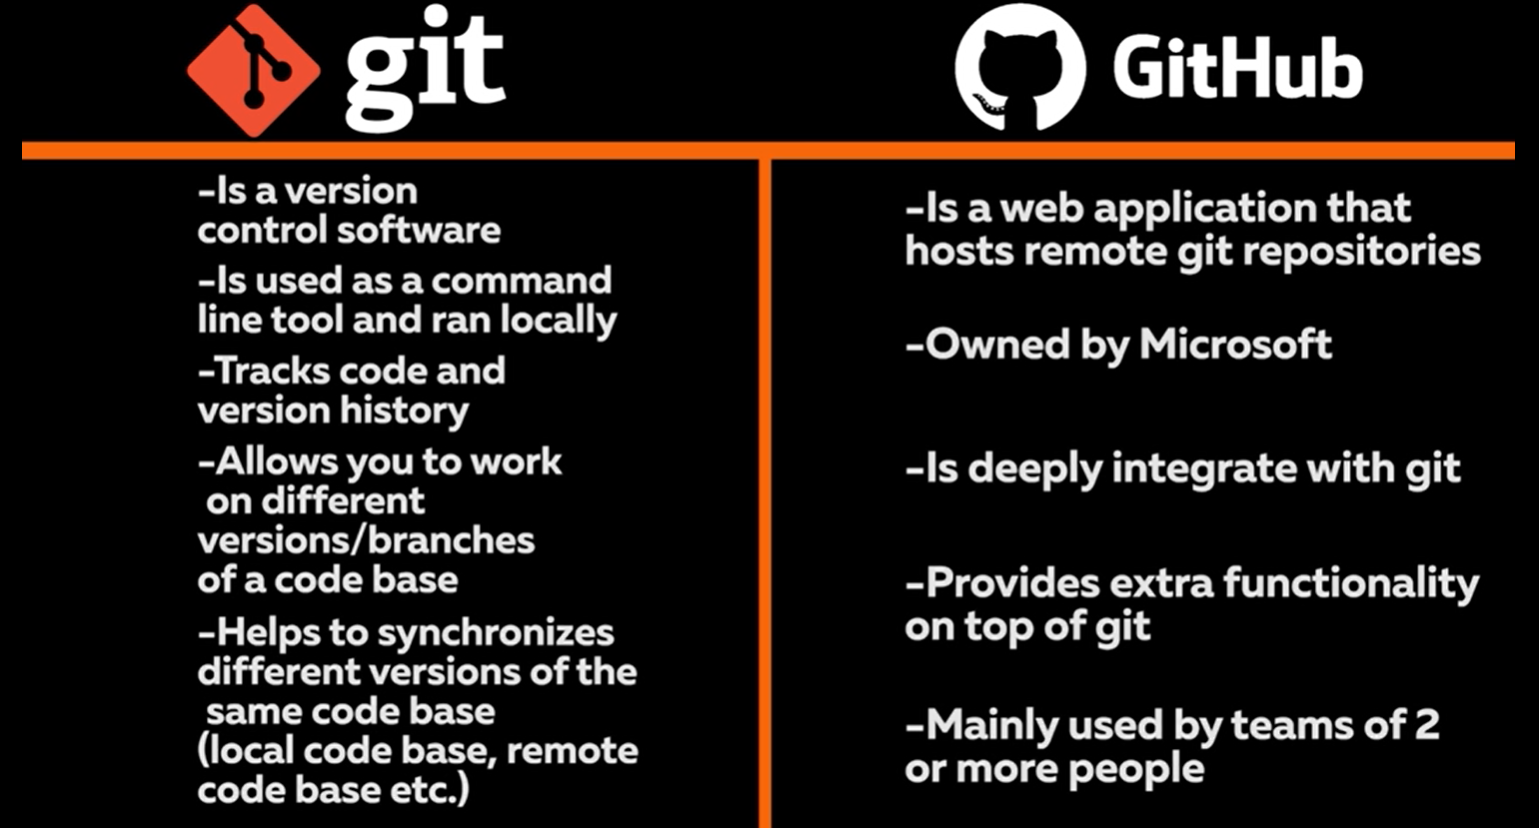 git
GitHub
-Is a version
control software
-Is used as a command
line tool and ran locally
-Tracks code and
version history
-Allows you to work
on different
versions/branches
of a code base
-Helps to synchronizes
different versions of the
same code base
(local code base, remote
code base etc.)
-Is a web application that
hosts remote git repositories
-Owned by Microsoft
-Is deeply integrate with git
-Provides extra functionality
on top of git
-Mainly used by teams of 2
or more people